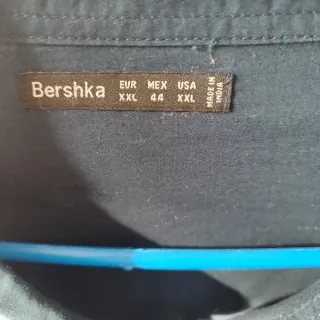 Bershka
EUR MEX USA
XXL 44 XXL
MADE IN
INDIA